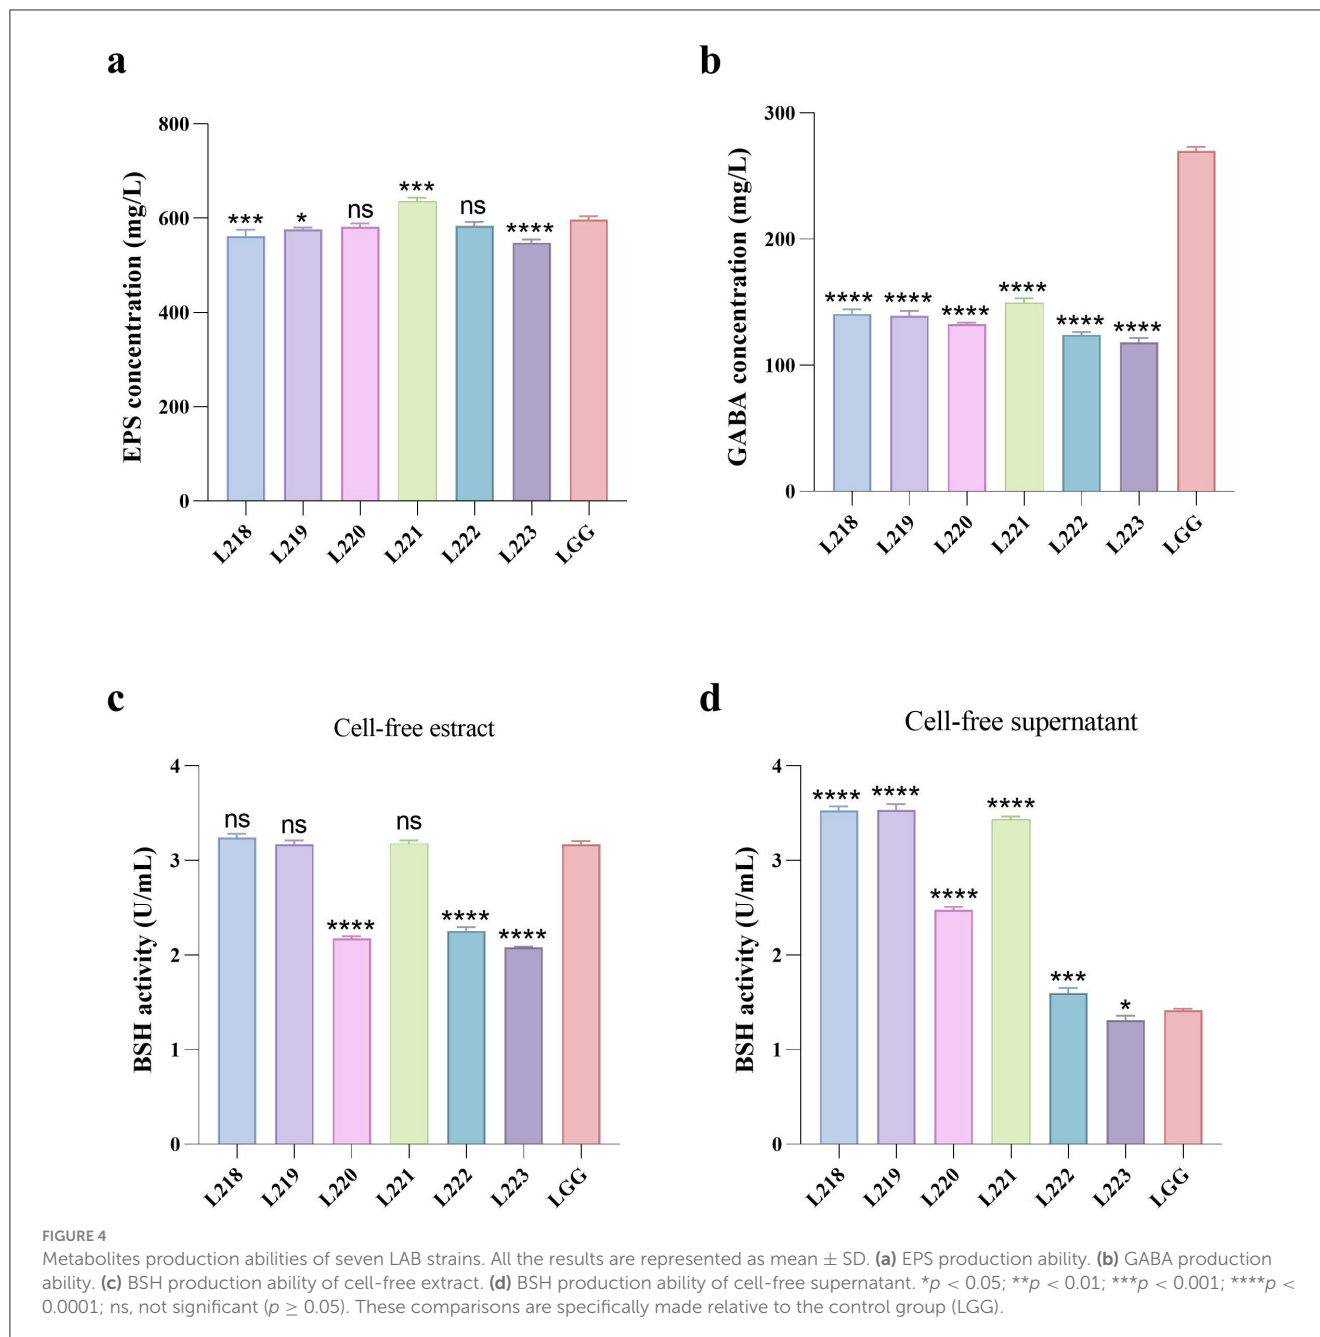 a
800
600
400
200
0
EPS concentration (mg/L)
***
*
ns
***
ns
****
L218
L219
L220
L221
L222
L223
LGG
b
300
200
100
0
GABA concentration (mg/L)
****
****
****
****
****
****
L218
L219
L220
L221
L222
L223
LGG
c
Cell-free estract
4
3
2
1
0
BSH activity (U/mL)
ns
ns
****
ns
****
****
L218
L219
L220
L221
L222
L223
LGG
d
Cell-free supernatant
4
3
2
1
0
BSH activity (U/mL)
****
****
****
****
***
*
L218
L219
L220
L221
L222
L223
LGG
FIGURE 4
Metabolites production abilities of seven LAB strains. All the results are represented as mean ± SD. (a) EPS production ability. (b) GABA production
ability. (c) BSH production ability of cell-free extract. (d) BSH production ability of cell-free supernatant. *p < 0.05; **p < 0.01; ***p < 0.001; ****p <
0.0001; ns, not significant (p ≥ 0.05). These comparisons are specifically made relative to the control group (LGG).